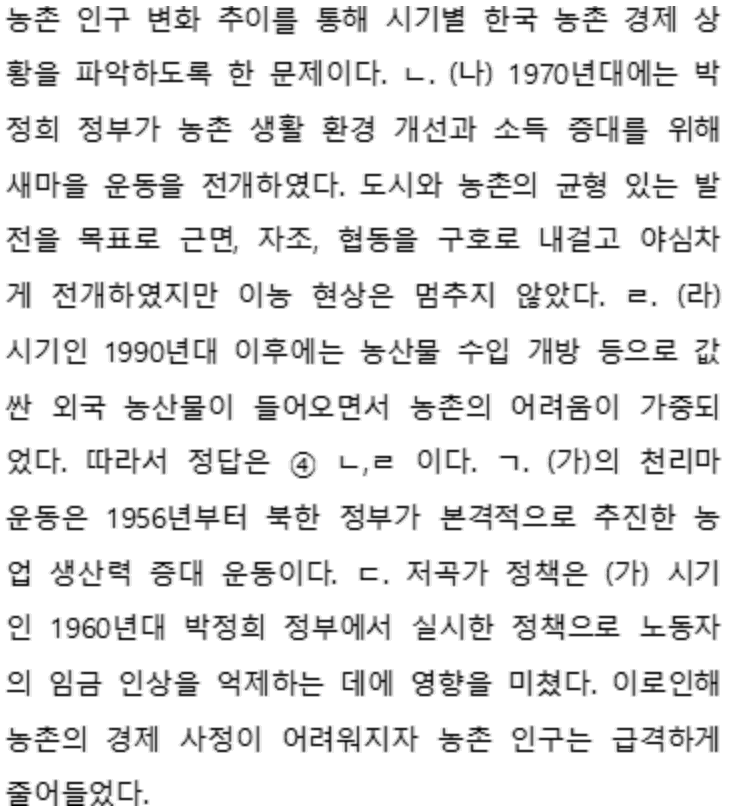 농촌 인구 변화 추이를 통해 시기별 한국 농촌 경제 상
황을 파악하도록 한 문제이다. ㄴ. (나) 1970년대에는 박
정희 정부가 농촌 생활 환경 개선과 소득 증대를 위해
새마을 운동을 전개하였다. 도시와 농촌의 균형 있는 발
전을 목표로 근면, 자조, 협동을 구호로 내걸고 야심차
게 전개하였지만 이농 현상은 멈추지 않았다. ㄹ. (라)
시기인 1990년대 이후에는 농산물 수입 개방 등으로 값
싼 외국 농산물이 들어오면서 농촌의 어려움이 가중되
었다. 따라서 정답은 ④ ㄴ,ㄹ 이다. ㄱ. (가)의 천리마
운동은 1956년부터 북한 정부가 본격적으로 추진한 농
업 생산력 증대 운동이다. ㄷ. 저곡가 정책은 (가) 시기
인 1960년대 박정희 정부에서 실시한 정책으로 노동자
의 임금 인상을 억제하는 데에 영향을 미쳤다. 이로인해
농촌의 경제 사정이 어려워지자 농촌 인구는 급격하게
줄어들었다.